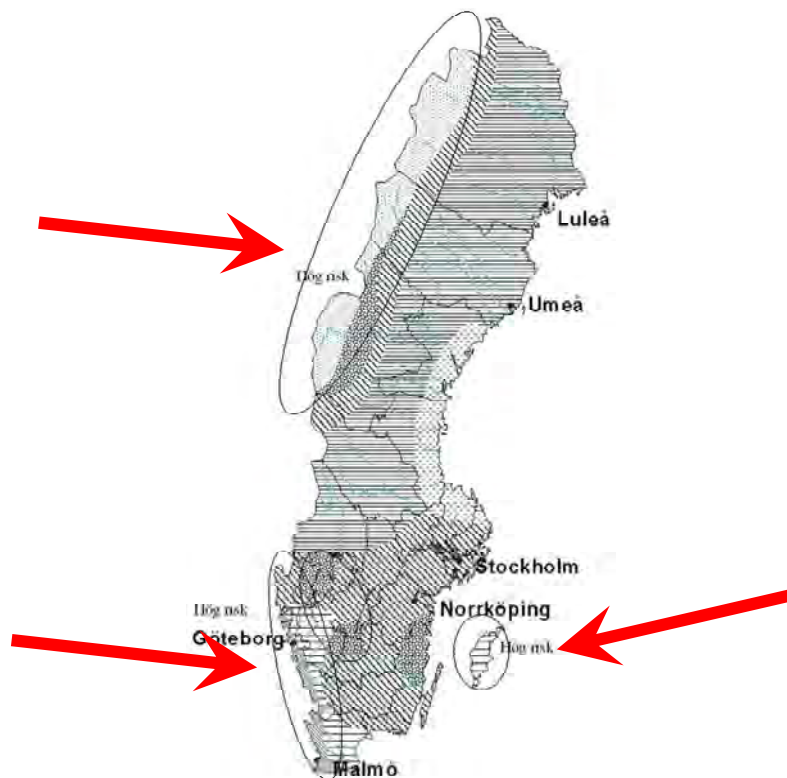 Luleå
Hög risk
Umeå
Stockholm
Hög risk
Norrköping
Göteborg
Hög risk
Malmö